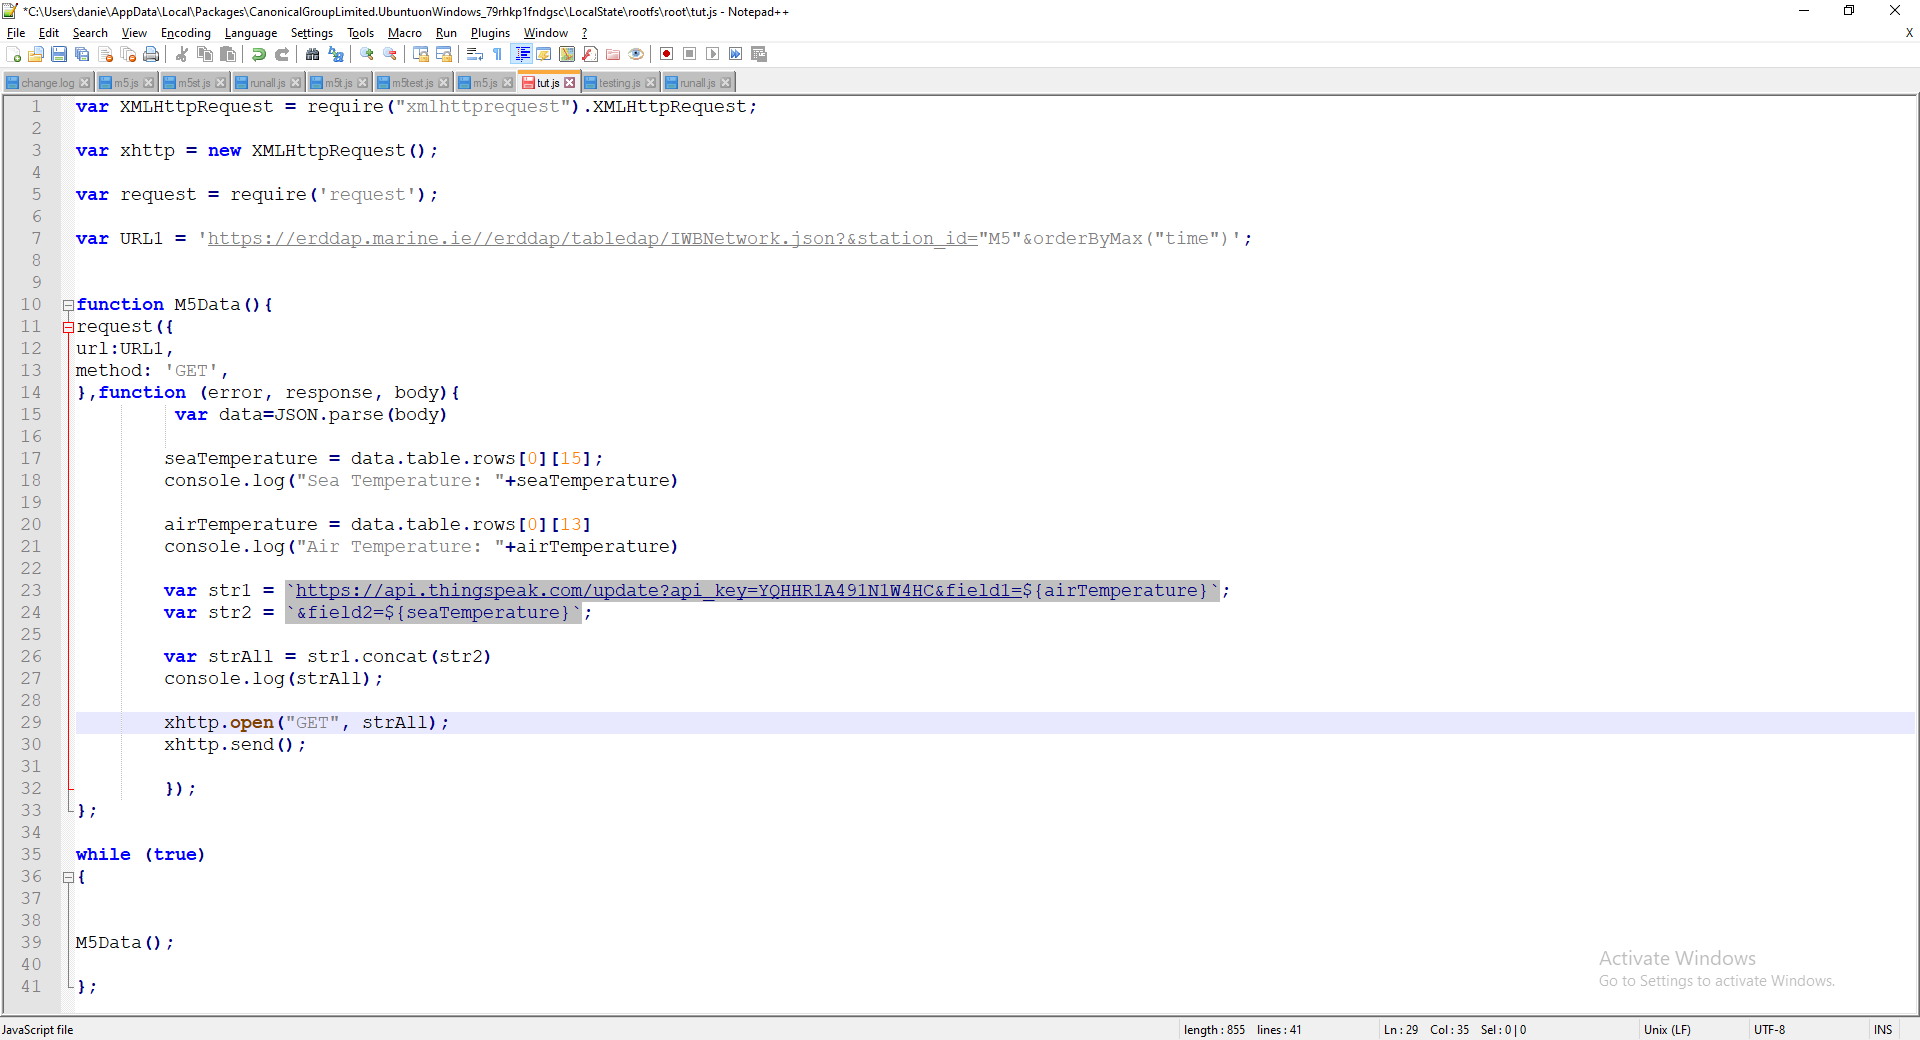 *C:\Users\danie\AppData\Local\Packages\CanonicalGroupLimited.UbuntuonWindows_79rhkp1fndgsc\LocalState\rootfs\root\tut.js - Notepad++
File Edit Search View Encoding Language Settings Tools Macro Run Plugins Window ? X
change.log m5.js m5st.js runall.js m5t.js m5test.js m5.js tut.js testing.js runall.js
1 var XMLHttpRequest = require("xmlhttprequest").XMLHttpRequest;
2
3 var xhttp = new XMLHttpRequest();
4
5 var request = require('request');
6
7 var URL1 = 'https://erddap.marine.ie//erddap/tabledap/IWBNetwork.json?&station_id="M5"&orderByMax("time")';
8
9
10 function M5Data(){
11 request({
12 url:URL1,
13 method: 'GET',
14 },function (error, response, body){
15 var data=JSON.parse(body)
16
17 seaTemperature = data.table.rows[0][15];
18 console.log("Sea Temperature: "+seaTemperature)
19
20 airTemperature = data.table.rows[0][13]
21 console.log("Air Temperature: "+airTemperature)
22
23 var str1 = `https://api.thingspeak.com/update?api_key=YQHHR1A491N1W4HC&field1=${airTemperature}`;
24 var str2 = `&field2=${seaTemperature}`;
25
26 var strAll = str1.concat(str2)
27 console.log(strAll);
28
29 xhttp.open("GET", strAll);
30 xhttp.send();
31
32 });
33 };
34
35 while (true)
36 {
37
38
39 M5Data();
40
41 };
Activate Windows
Go to Settings to activate Windows.
JavaScript file length : 855 lines : 41 Ln : 29 Col : 35 Sel : 0 | 0 Unix (LF) UTF-8 INS